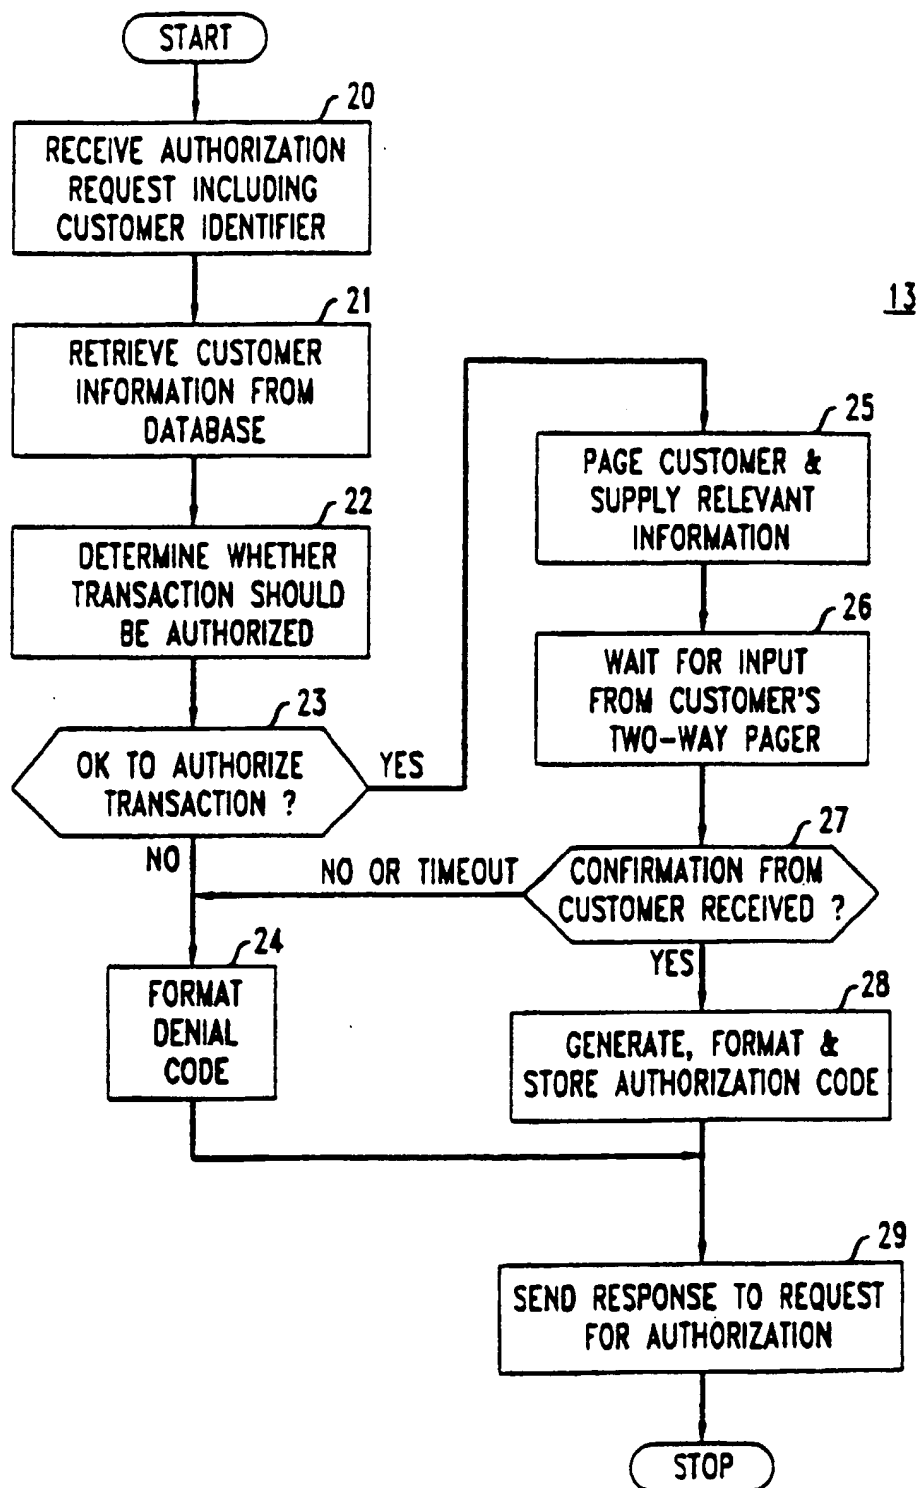 START
20
RECEIVE AUTHORIZATION
REQUEST INCLUDING
CUSTOMER IDENTIFIER
21
RETRIEVE CUSTOMER
INFORMATION FROM
DATABASE
22
DETERMINE WHETHER
TRANSACTION SHOULD
BE AUTHORIZED
23
OK TO AUTHORIZE
TRANSACTION ?
YES
NO
24
FORMAT
DENIAL
CODE
13
25
PAGE CUSTOMER &
SUPPLY RELEVANT
INFORMATION
26
WAIT FOR INPUT
FROM CUSTOMER'S
TWO-WAY PAGER
27
CONFIRMATION FROM
CUSTOMER RECEIVED ?
NO OR TIMEOUT
YES
28
GENERATE, FORMAT &
STORE AUTHORIZATION CODE
29
SEND RESPONSE TO REQUEST
FOR AUTHORIZATION
STOP